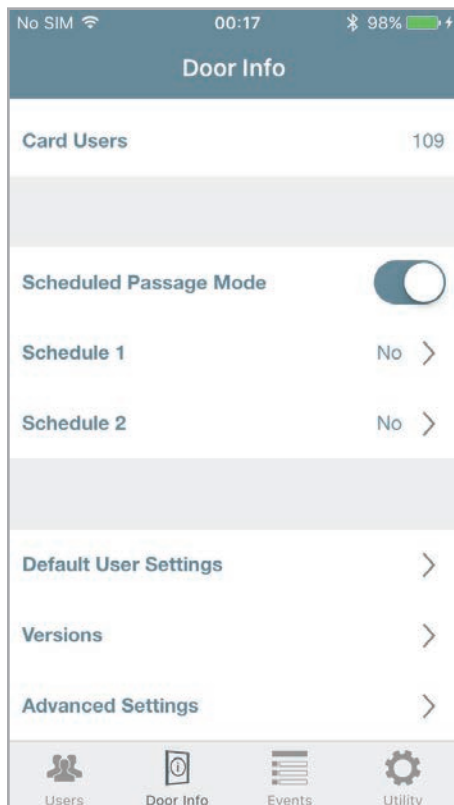 No SIM 00:17 98%
Door Info
Card Users 109
Scheduled Passage Mode
Schedule 1 No
Schedule 2 No
Default User Settings
Versions
Advanced Settings
Users Door Info Events Utility